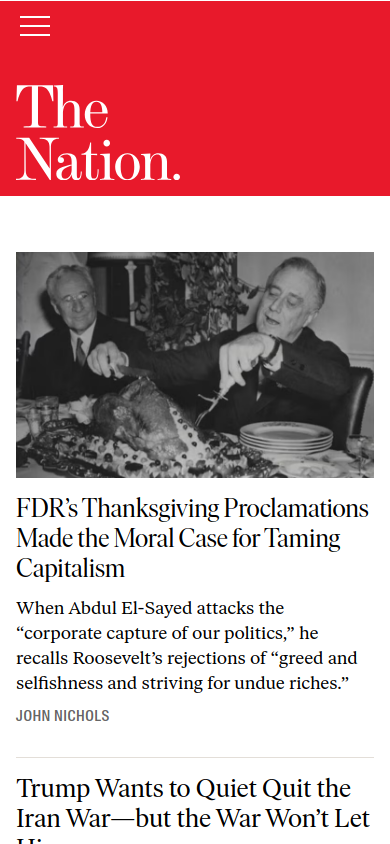 The
Nation.
FDR’s Thanksgiving Proclamations
Made the Moral Case for Taming
Capitalism
When Abdul El-Sayed attacks the
“corporate capture of our politics,” he
recalls Roosevelt’s rejections of “greed and
selfishness and striving for undue riches.”
JOHN NICHOLS
Trump Wants to Quiet Quit the
Iran War—but the War Won’t Let